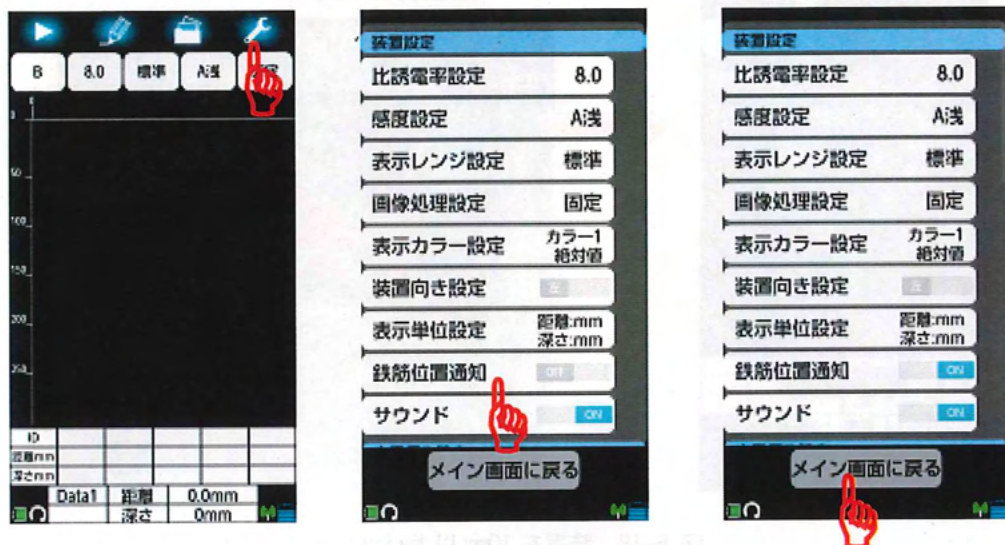 B 8.0 標準 A浅
0
50
100
150
200
250
ID
距離mm
深さmm
Data1 距離 0.0mm
深さ 0mm
装置設定
比誘電率設定 8.0
感度設定 A浅
表示レンジ設定 標準
画像処理設定 固定
表示カラー設定 カラー1
絶対値
装置向き設定 左
表示単位設定 距離:mm
深さ:mm
鉄筋位置通知 OFF
サウンド ON
メイン画面に戻る
装置設定
比誘電率設定 8.0
感度設定 A浅
表示レンジ設定 標準
画像処理設定 固定
表示カラー設定 カラー1
絶対値
装置向き設定 左
表示単位設定 距離:mm
深さ:mm
鉄筋位置通知 ON
サウンド ON
メイン画面に戻る